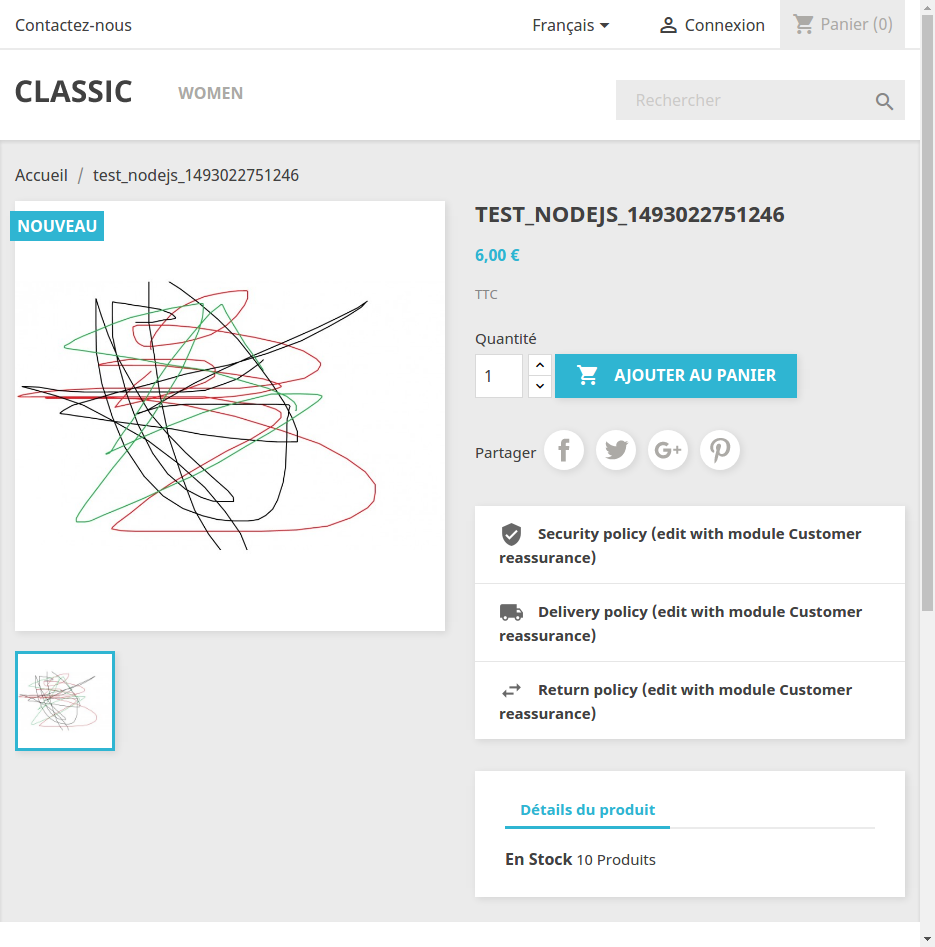 Contactez-nous
Français
Connexion
Panier (0)
CLASSIC
WOMEN
Rechercher
Accueil / test_nodejs_1493022751246
NOUVEAU
TEST_NODEJS_1493022751246
6,00 €
TTC
Quantité
1
AJOUTER AU PANIER
Partager
Security policy (edit with module Customer
reassurance)
Delivery policy (edit with module Customer
reassurance)
Return policy (edit with module Customer
reassurance)
Détails du produit
En Stock 10 Produits